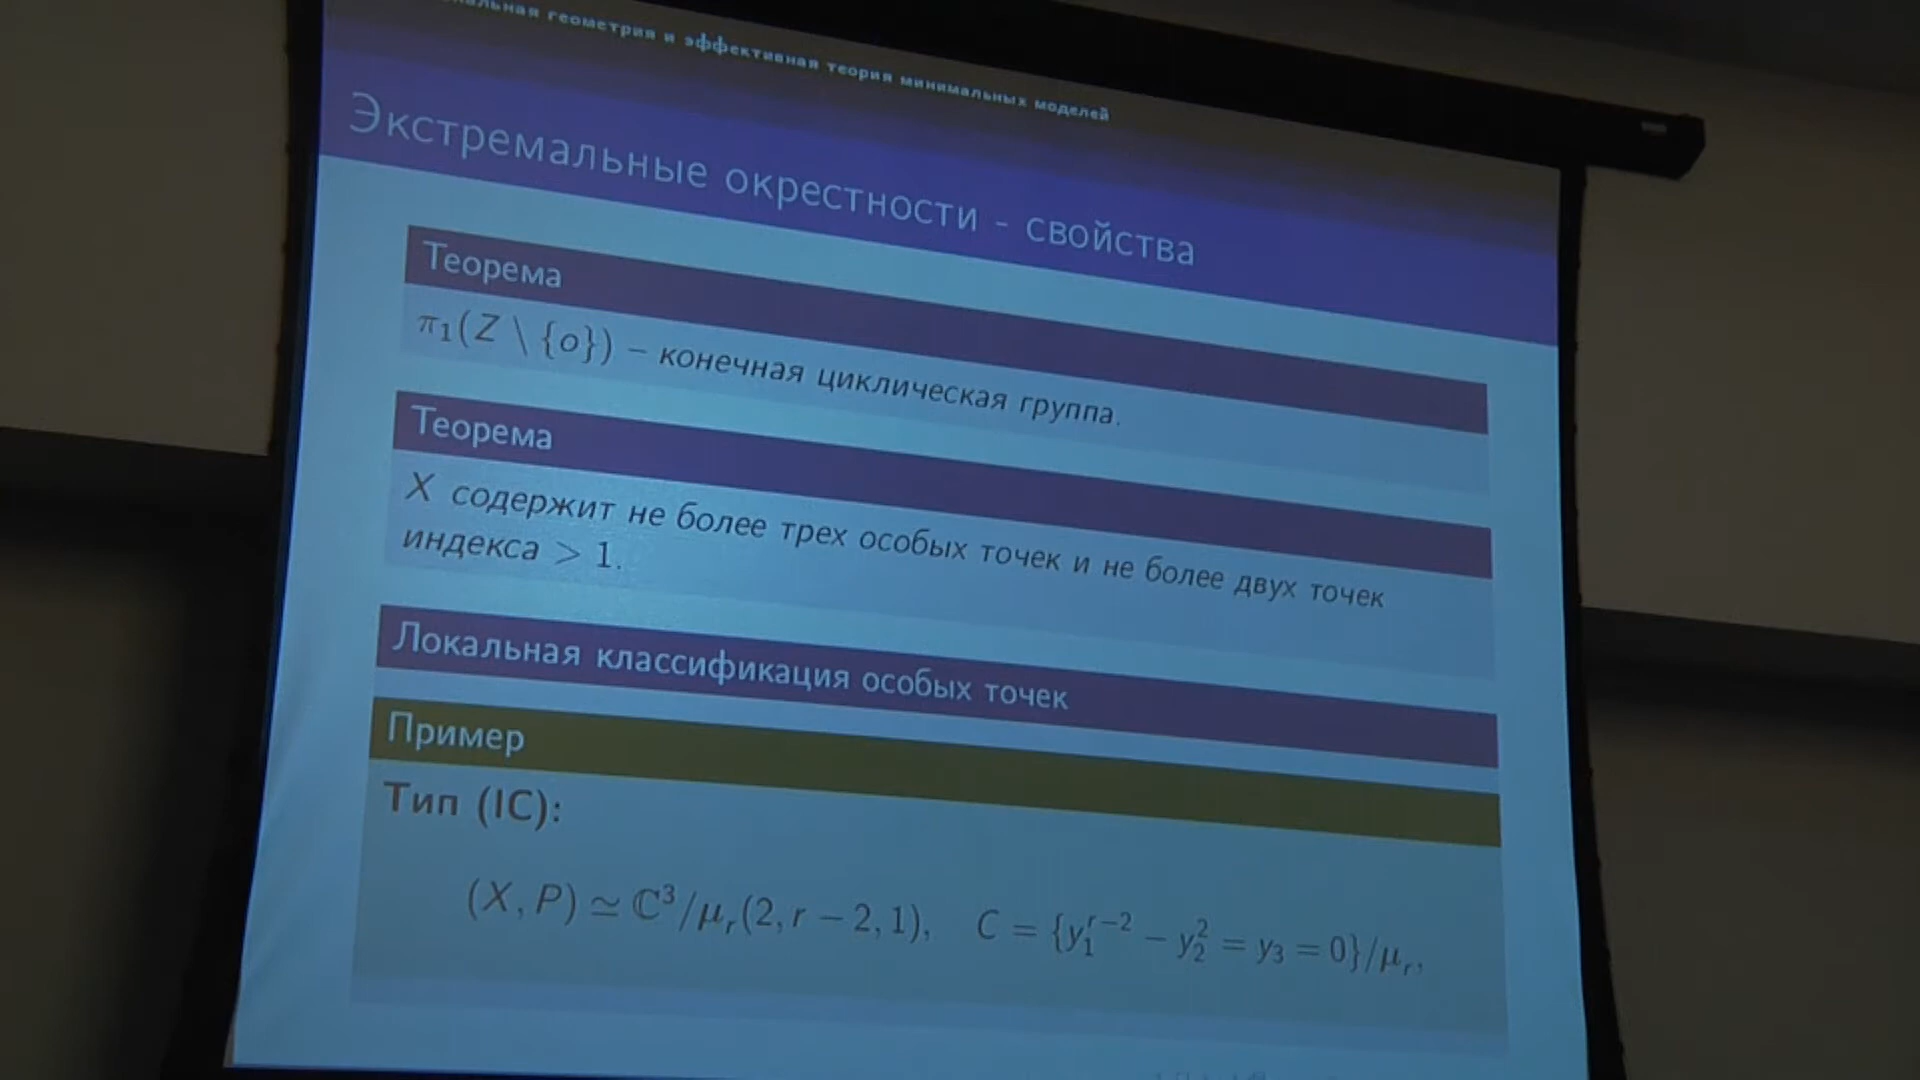 геометрия и эффективная теория минимальных моделей
Экстремальные окрестности - свойства
Теорема
π₁(Z \ {o}) – конечная циклическая группа.
Теорема
X содержит не более трех особых точек и не более двух точек
индекса > 1.
Локальная классификация особых точек
Пример
Тип (IC):
(X, P) ≃ ℂ³/μᵣ(2, r − 2, 1), C = {y₁^{r−2} − y₂² = y₃ = 0}/μᵣ,